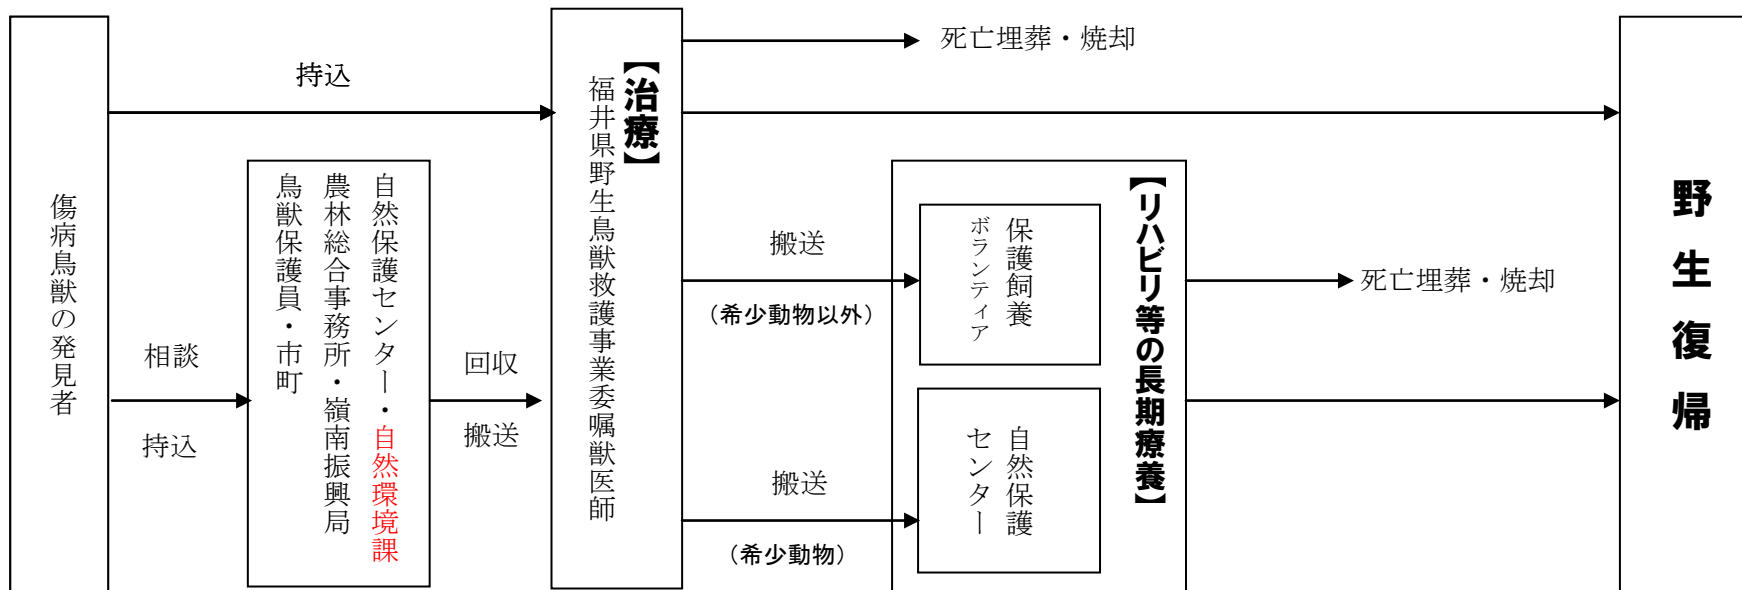 傷病鳥獣の発見者
持込
相談
持込
自然保護センター・自然環境課
農林総合事務所・嶺南振興局
鳥獣保護員・市町
回収
搬送
【治療】
福井県野生鳥獣救護事業委嘱獣医師
死亡埋葬・焼却
搬送
（希少動物以外）
搬送
（希少動物）
【リハビリ等の長期療養】
保護飼養
ボランティア
自然保護
センター
死亡埋葬・焼却
野生復帰